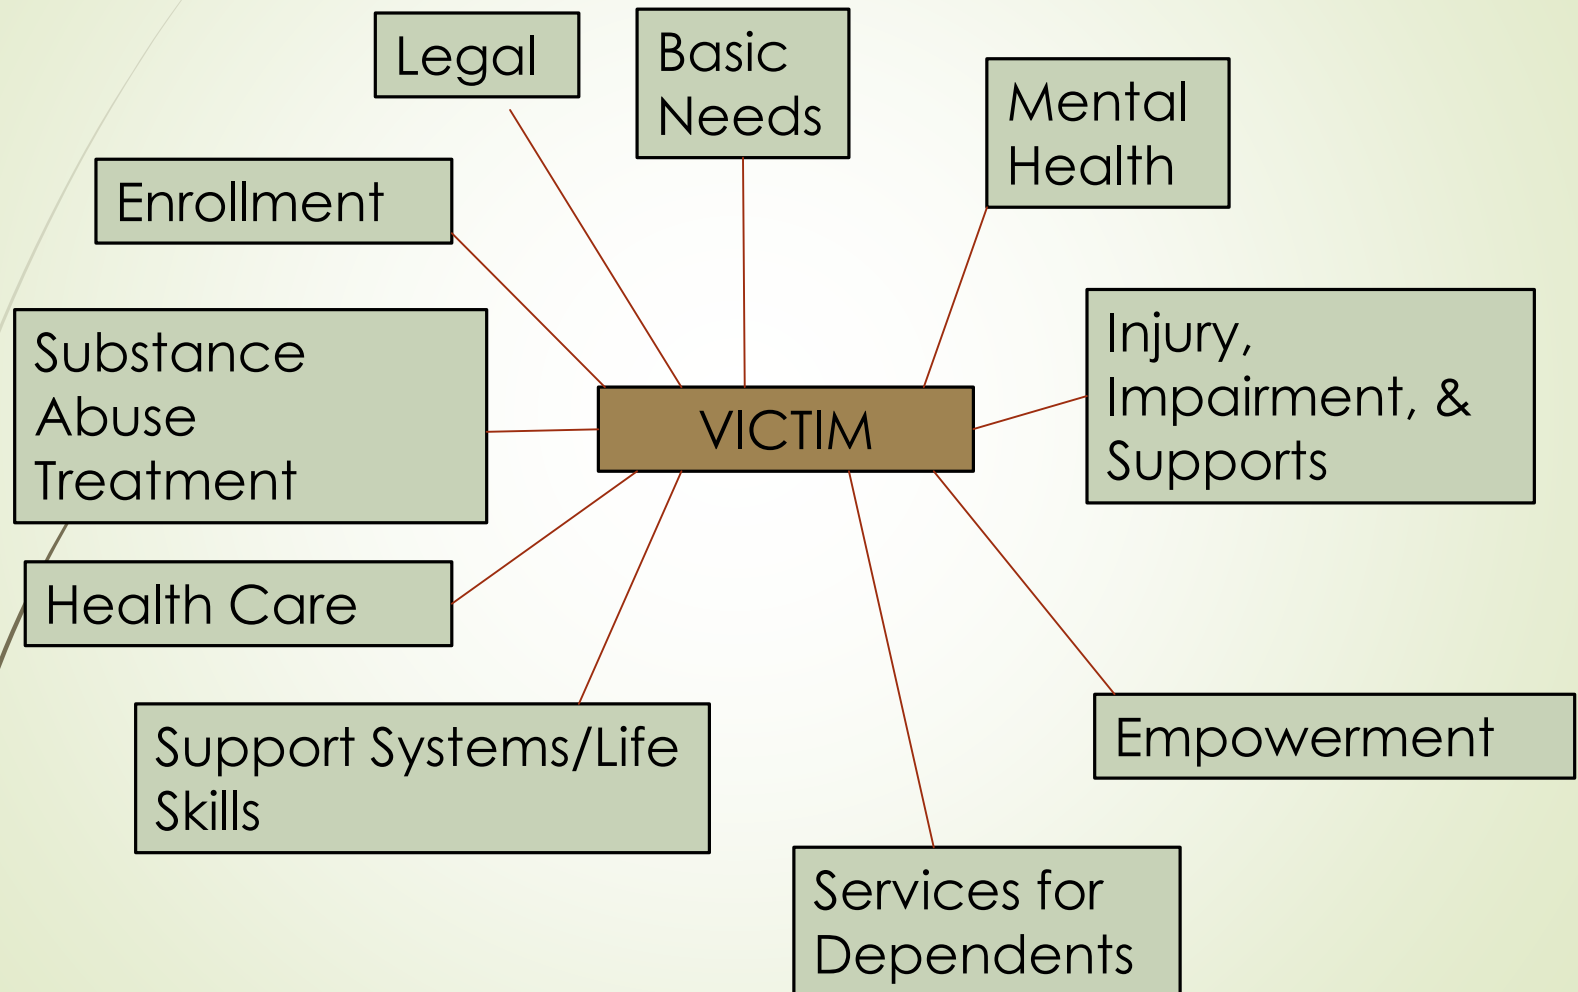 Legal
Basic
Needs
Mental
Health
Enrollment
Substance
Abuse
Treatment
VICTIM
Injury,
Impairment, &
Supports
Health Care
Support Systems/Life
Skills
Empowerment
Services for
Dependents